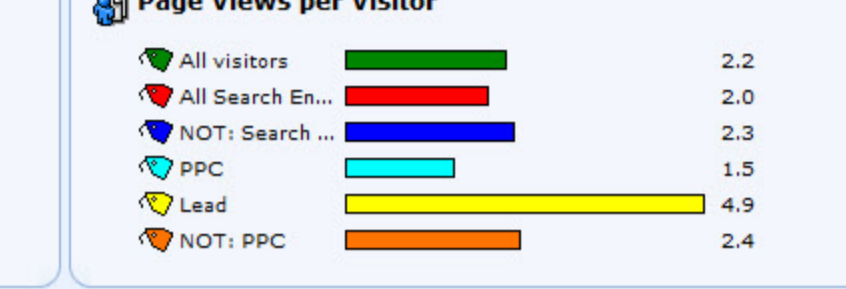 Page Views per Visitor
All visitors 2.2
All Search En... 2.0
NOT: Search ... 2.3
PPC 1.5
Lead 4.9
NOT: PPC 2.4